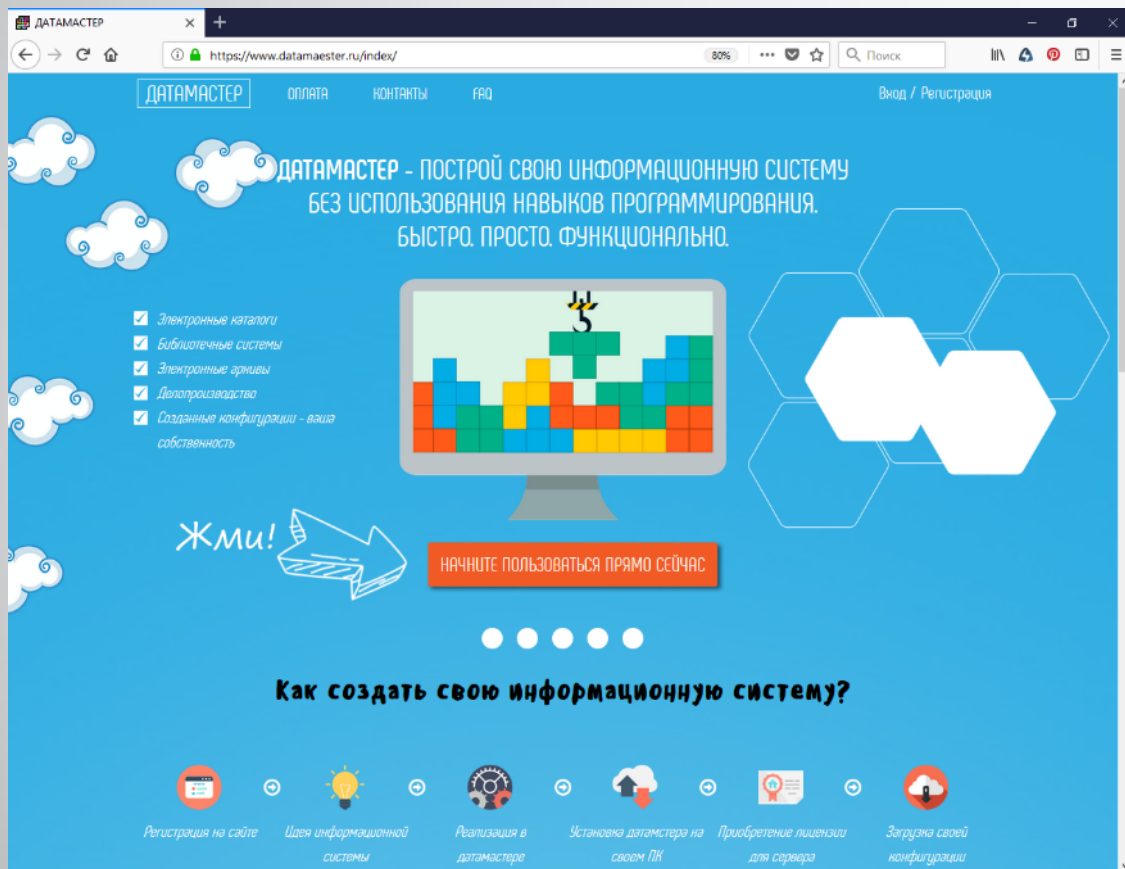 ДАТАМАСТЕР
https://www.datamaester.ru/index/
80%
Поиск
ДАТАМАСТЕР
ОПЛАТА
КОНТАКТЫ
FAQ
Вход / Регистрация
ДАТАМАСТЕР - ПОСТРОЙ СВОЮ ИНФОРМАЦИОННУЮ СИСТЕМУ
БЕЗ ИСПОЛЬЗОВАНИЯ НАВЫКОВ ПРОГРАММИРОВАНИЯ.
БЫСТРО. ПРОСТО. ФУНКЦИОНАЛЬНО.
Электронные каталоги
Библиотечные системы
Электронные архивы
Делопроизводство
Созданные конфигурации - ваша
собственность
Жми!
НАЧНИТЕ ПОЛЬЗОВАТЬСЯ ПРЯМО СЕЙЧАС
Как создать свою информационную систему?
Регистрация на сайте
Идея информационной
системы
Реализация в
датамастере
Установка датамстера на
своем ПК
Приобретение лицензии
для сервера
Загрузка своей
конфигурации